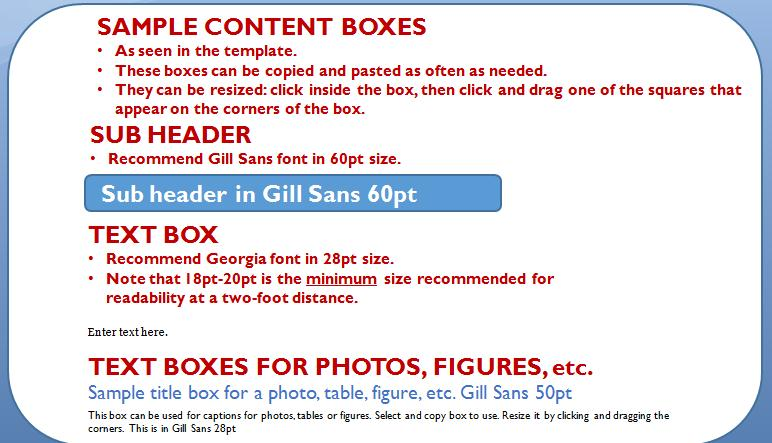 SAMPLE CONTENT BOXES
• As seen in the template.
• These boxes can be copied and pasted as often as needed.
• They can be resized: click inside the box, then click and drag one of the squares that
appear on the corners of the box.
SUB HEADER
• Recommend Gill Sans font in 60pt size.
Sub header in Gill Sans 60pt
TEXT BOX
• Recommend Georgia font in 28pt size.
• Note that 18pt-20pt is the minimum size recommended for
readability at a two-foot distance.
Enter text here.
TEXT BOXES FOR PHOTOS, FIGURES, etc.
Sample title box for a photo, table, figure, etc. Gill Sans 50pt
This box can be used for captions for photos, tables or figures. Select and copy box to use. Resize it by clicking and dragging the
corners. This is in Gill Sans 28pt